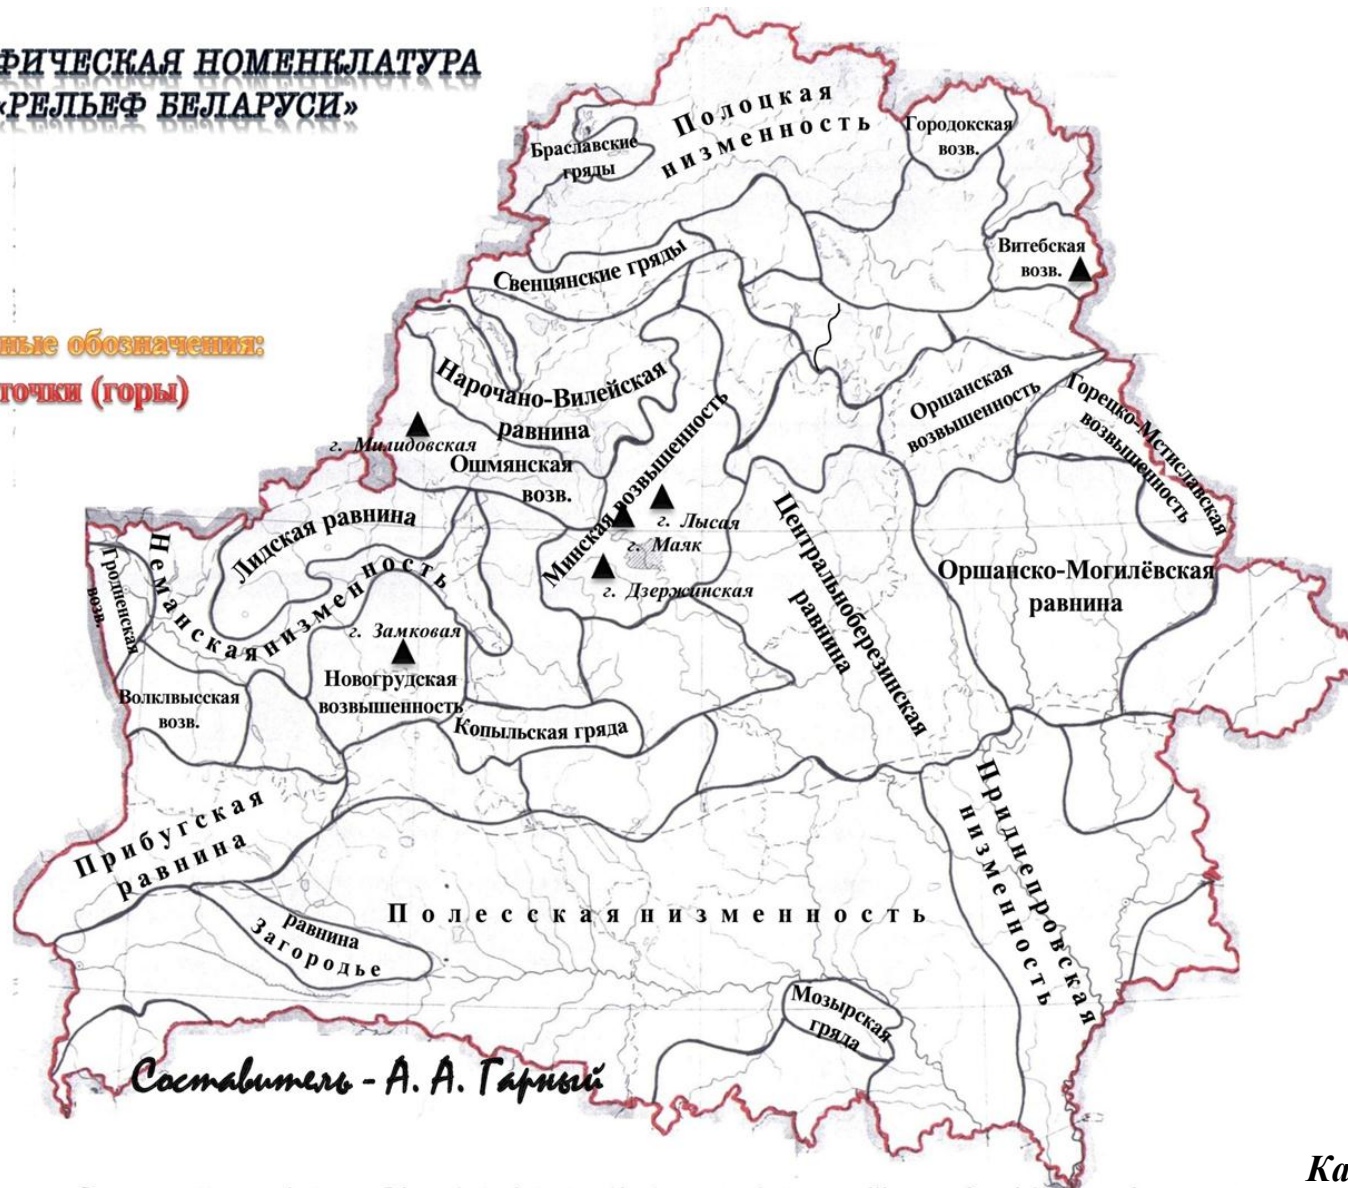 ФИЧЕСКАЯ НОМЕНКЛАТУРА
«РЕЛЬЕФ БЕЛАРУСИ»
ные обозначения:
точки (горы)
Полоцкая
низменность
Городокская
возв.
Браславские
гряды
Витебская
возв.
Свенцянские гряды
Нарочано-Вилейская
равнина
Оршанская
возвышенность
Горецко-Мстиславская
возвышенность
г. Милидовская
Ошмянская
возв.
Минская возвышенность
г. Лысая
г. Маяк
г. Дзержинская
Лидская равнина
Неманская низменность
Гродненская
возв.
Центральноберезинская
равнина
Оршанско-Могилёвская
равнина
г. Замковая
Новогрудская
возвышенность
Волклвысская
возв.
Копыльская гряда
Прибугская
равнина
Приднепровская
низменность
Полесская низменность
равнина
Загородье
Мозырская
гряда
Составитель - А. А. Гарный
Ка